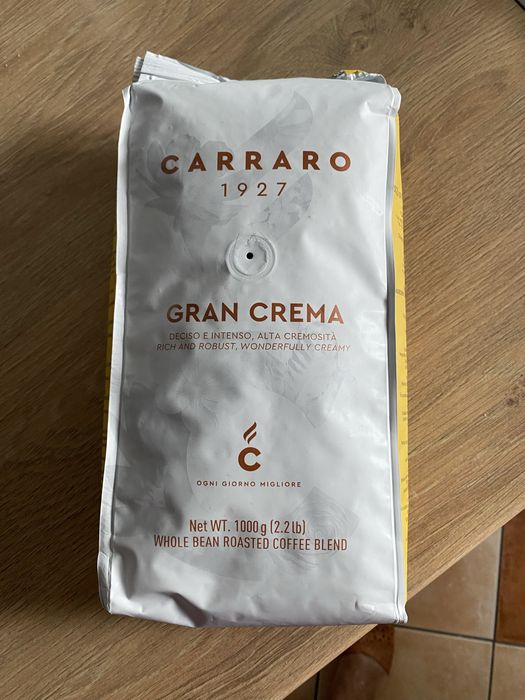 CARRARO
1927
GRAN CREMA
DECISO E INTENSO, ALTA CREMOSITÀ
RICH AND ROBUST, WONDERFULLY CREAMY
C
OGNI GIORNO MIGLIORE
Net WT. 1000g (2.2lb)
WHOLE BEAN ROASTED COFFEE BLEND